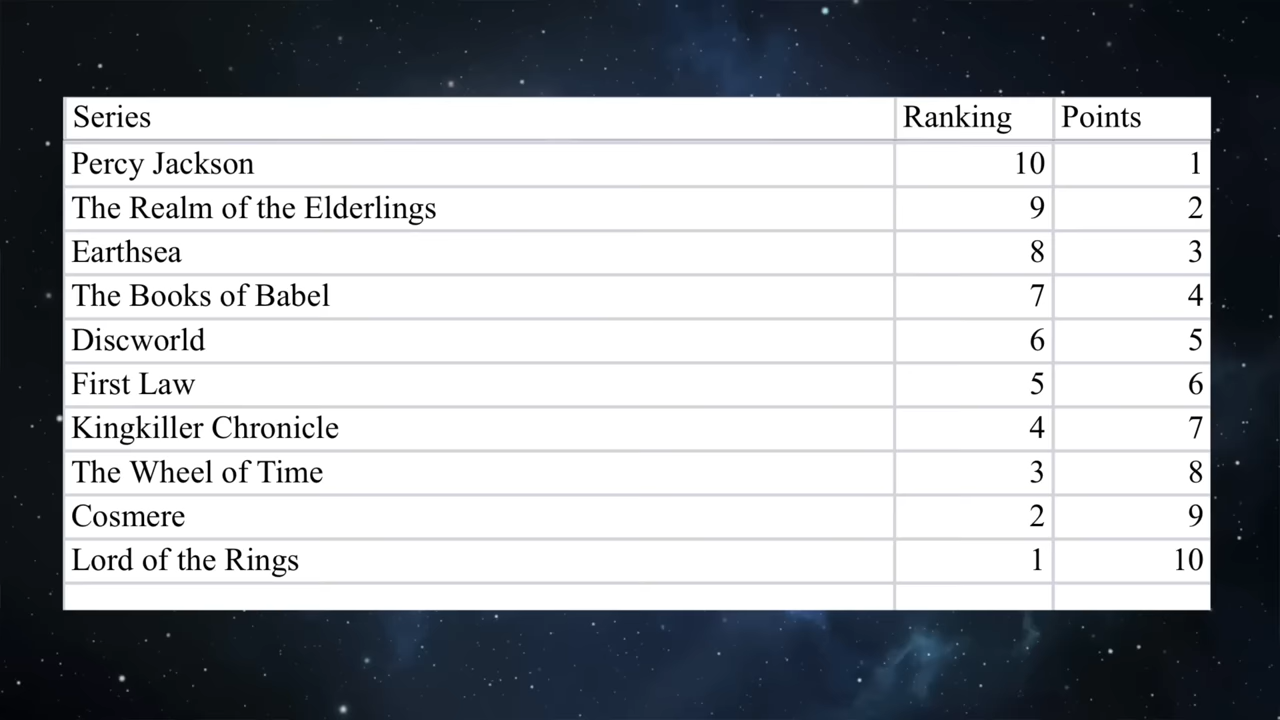 Series Ranking Points
Percy Jackson 10 1
The Realm of the Elderlings 9 2
Earthsea 8 3
The Books of Babel 7 4
Discworld 6 5
First Law 5 6
Kingkiller Chronicle 4 7
The Wheel of Time 3 8
Cosmere 2 9
Lord of the Rings 1 10